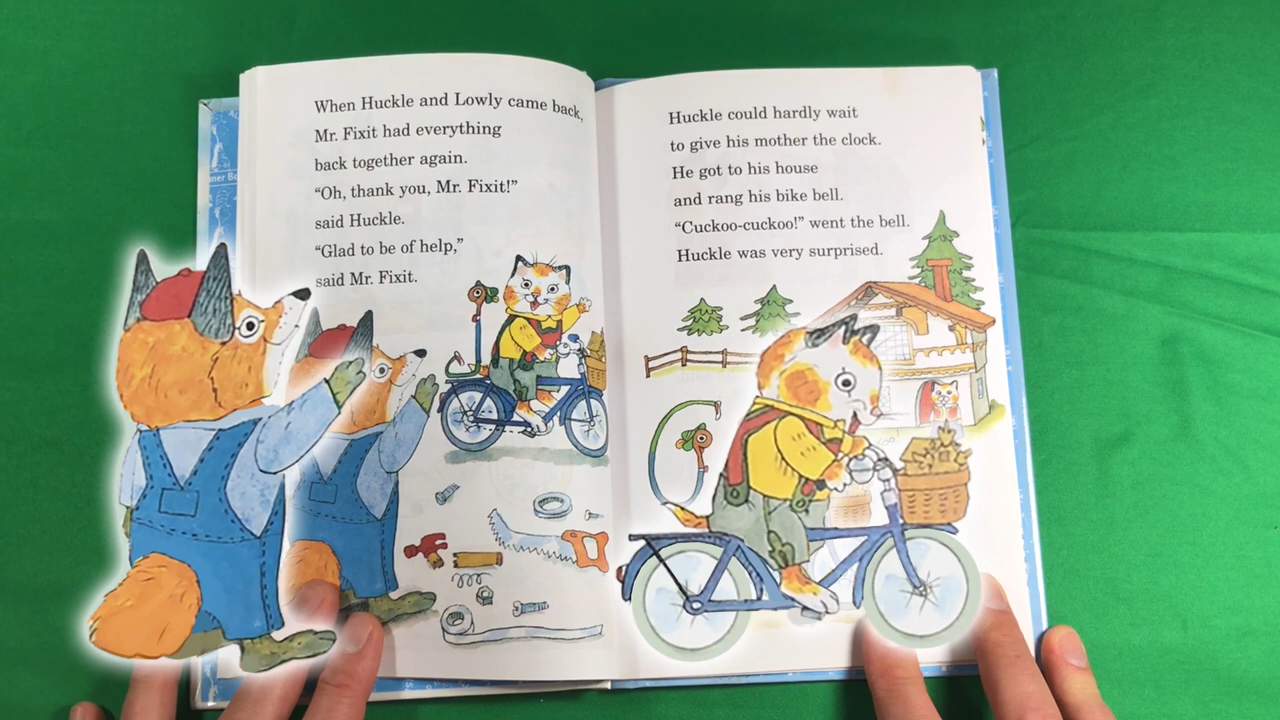 When Huckle and Lowly came back,
Mr. Fixit had everything
back together again.
“Oh, thank you, Mr. Fixit!”
said Huckle.
“Glad to be of help,”
said Mr. Fixit.
Huckle could hardly wait
to give his mother the clock.
He got to his house
and rang his bike bell.
“Cuckoo-cuckoo!” went the bell.
Huckle was very surprised.